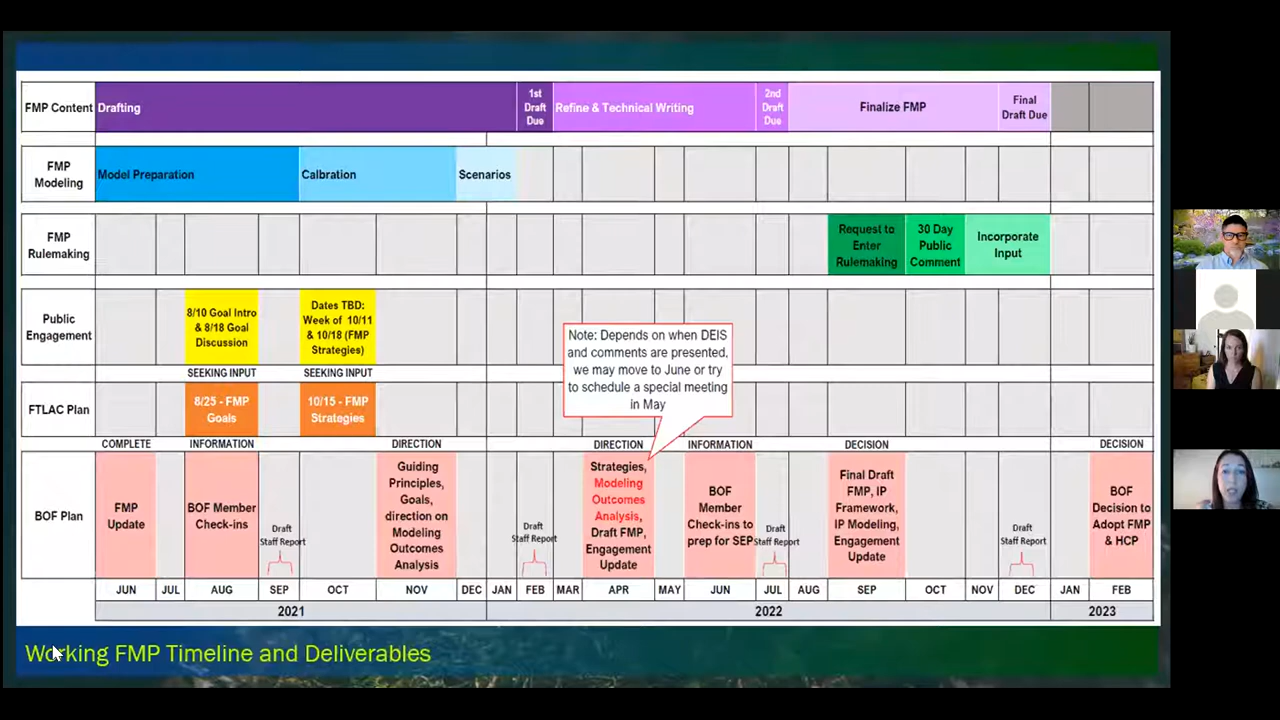 FMP Content
Drafting
1st
Draft
Due
Refine & Technical Writing
2nd
Draft
Due
Finalize FMP
Final
Draft Due
FMP
Modeling
Model Preparation
Calbration
Scenarios
FMP
Rulemaking
Request to
Enter
Rulemaking
30 Day
Public
Comment
Incorporate
Input
Public
Engagement
8/10 Goal Intro
& 8/18 Goal
Discussion
Dates TBD:
Week of 10/11
& 10/18 (FMP
Strategies)
Note: Depends on when DEIS
and comments are presented,
we may move to June or try
to schedule a special meeting
in May
SEEKING INPUT
SEEKING INPUT
FTLAC Plan
8/25 - FMP
Goals
10/15 - FMP
Strategies
COMPLETE
INFORMATION
DIRECTION
DIRECTION
INFORMATION
DECISION
DECISION
BOF Plan
FMP
Update
BOF Member
Check-ins
Draft
Staff Report
Guiding
Principles,
Goals,
direction on
Modeling
Outcomes
Analysis
Draft
Staff Report
Strategies,
Modeling
Outcomes
Analysis,
Draft FMP,
Engagement
Update
BOF
Member
Check-ins to
prep for SEP
Draft
Staff Report
Final Draft
FMP, IP
Framework,
IP Modeling,
Engagement
Update
Draft
Staff Report
BOF
Decision to
Adopt FMP
& HCP
JUN JUL AUG SEP OCT NOV DEC JAN FEB MAR APR MAY JUN JUL AUG SEP OCT NOV DEC JAN FEB
2021 2022 2023
Working FMP Timeline and Deliverables